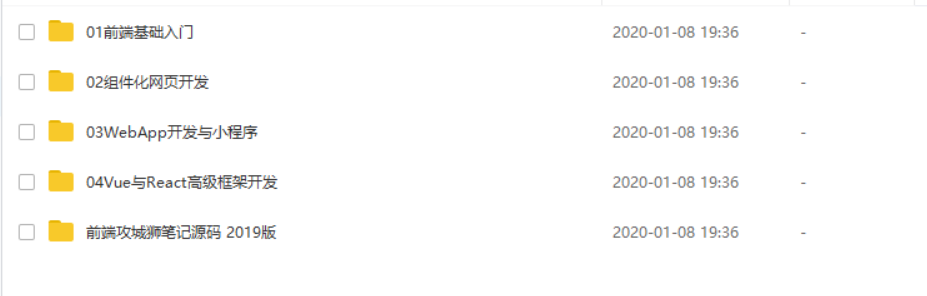 01前端基础入门 2020-01-08 19:36 -
02组件化网页开发 2020-01-08 19:36 -
03WebApp开发与小程序 2020-01-08 19:36 -
04Vue与React高级框架开发 2020-01-08 19:36 -
前端攻城狮笔记源码 2019版 2020-01-08 19:36 -